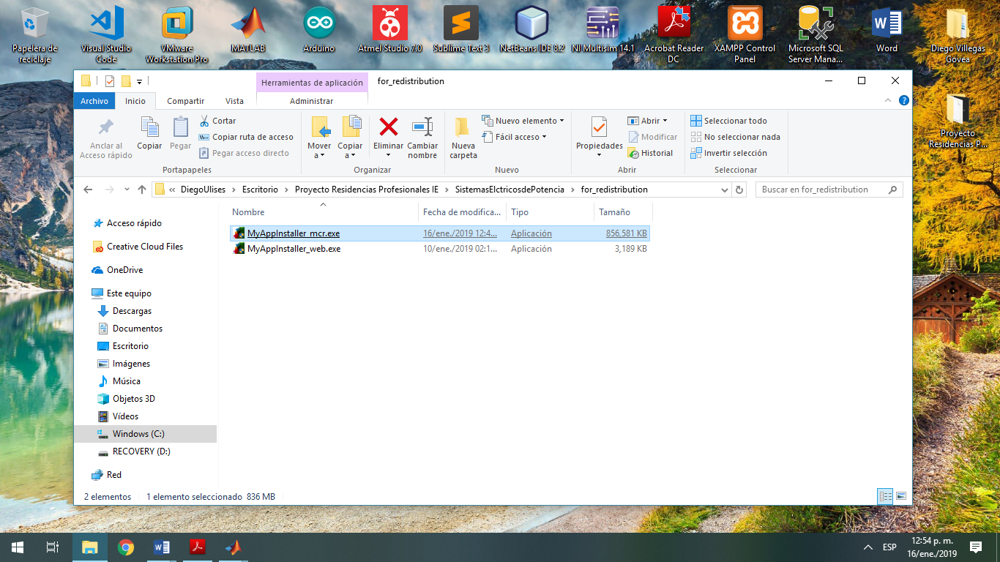 Papelera de reciclaje
Visual Studio Code
VMware Workstation Pro
MATLAB
Arduino
Atmel Studio 7.0
Sublime Text 3
NetBeans IDE 8.2
NI Multisim 14.1
Acrobat Reader DC
XAMPP Control Panel
Microsoft SQL Server Mana...
Word
Diego Villegas Govea
Proyecto Residencias P...
Herramientas de aplicación
for_redistribution
Archivo
Inicio
Compartir
Vista
Administrar
Anclar al Acceso rápido
Copiar
Pegar
Cortar
Copiar ruta de acceso
Pegar acceso directo
Portapapeles
Mover a
Copiar a
Eliminar
Cambiar nombre
Organizar
Nueva carpeta
Nuevo elemento
Fácil acceso
Nuevo
Propiedades
Abrir
Modificar
Historial
Abrir
Seleccionar todo
No seleccionar nada
Invertir selección
Seleccionar
« DiegoUlises > Escritorio > Proyecto Residencias Profesionales IE > SistemasElctricosdePotencia > for_redistribution
Buscar en for_redistribution
Acceso rápido
Creative Cloud Files
OneDrive
Este equipo
Descargas
Documentos
Escritorio
Imágenes
Música
Objetos 3D
Vídeos
Windows (C:)
RECOVERY (D:)
Red
Nombre Fecha de modifica... Tipo Tamaño
MyAppInstaller_mcr.exe 16/ene./2019 12:4... Aplicación 856,581 KB
MyAppInstaller_web.exe 10/ene./2019 02:1... Aplicación 3,189 KB
2 elementos 1 elemento seleccionado 836 MB
ESP
12:54 p. m.
16/ene./2019